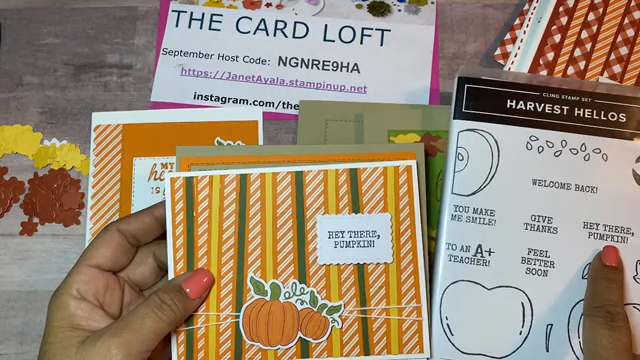 THE CARD LOFT
September Host Code: NGNRE9HA
https://JanetAyala.stampinup.net
instagram.com/the
CLING STAMP SET
HARVEST HELLOS
WELCOME BACK!
YOU MAKE
ME SMILE!
GIVE
THANKS
HEY THERE,
PUMPKIN!
TO AN A+
TEACHER!
FEEL
BETTER
SOON
MY
IS
HEY THERE,
PUMPKIN!